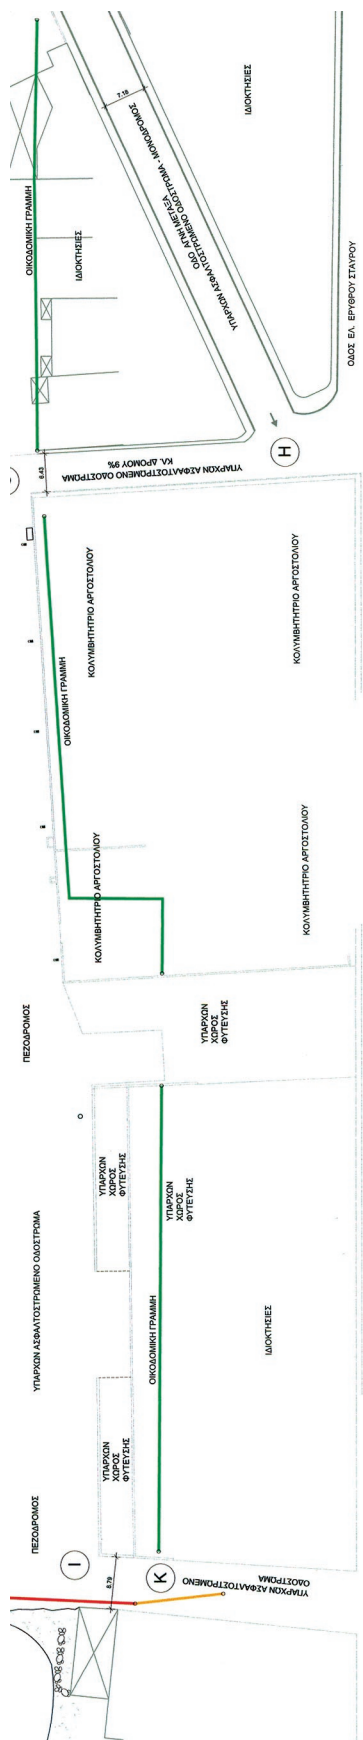 7.18
ΙΔΙΟΚΤΗΣΙΕΣ
ΟΔΟ ΑΓΝΗ ΜΕΤΑΞΑ
ΥΠΑΡΧΩΝ ΑΣΦΑΛΤΟΣΤΡΩΜΕΝΟ ΟΔΟΣΤΡΩΜΑ - ΜΟΝΟΔΡΟΜΟΣ
ΟΙΚΟΔΟΜΙΚΗ ΓΡΑΜΜΗ
ΙΔΙΟΚΤΗΣΙΕΣ
ΟΔΟΣ ΕΛ. ΕΡΥΘΡΟΥ ΣΤΑΥΡΟΥ
H
6.43
ΥΠΑΡΧΩΝ ΑΣΦΑΛΤΟΣΤΡΩΜΕΝΟ ΟΔΟΣΤΡΩΜΑ
ΚΛ. ΔΡΟΜΟΥ 9%
ΚΟΛΥΜΒΗΤΗΡΙΟ ΑΡΓΟΣΤΟΛΙΟΥ
ΚΟΛΥΜΒΗΤΗΡΙΟ ΑΡΓΟΣΤΟΛΙΟΥ
ΟΙΚΟΔΟΜΙΚΗ ΓΡΑΜΜΗ
ΚΟΛΥΜΒΗΤΗΡΙΟ ΑΡΓΟΣΤΟΛΙΟΥ
ΚΟΛΥΜΒΗΤΗΡΙΟ ΑΡΓΟΣΤΟΛΙΟΥ
ΠΕΖΟΔΡΟΜΟΣ
ΥΠΑΡΧΩΝ
ΧΩΡΟΣ
ΦΥΤΕΥΣΗΣ
ΥΠΑΡΧΩΝ
ΧΩΡΟΣ
ΦΥΤΕΥΣΗΣ
ΥΠΑΡΧΩΝ
ΧΩΡΟΣ
ΦΥΤΕΥΣΗΣ
ΥΠΑΡΧΩΝ ΑΣΦΑΛΤΟΣΤΡΩΜΕΝΟ ΟΔΟΣΤΡΩΜΑ
ΟΙΚΟΔΟΜΙΚΗ ΓΡΑΜΜΗ
ΙΔΙΟΚΤΗΣΙΕΣ
ΥΠΑΡΧΩΝ
ΧΩΡΟΣ
ΦΥΤΕΥΣΗΣ
ΠΕΖΟΔΡΟΜΟΣ
I
K
8.79
ΥΠΑΡΧΩΝ ΑΣΦΑΛΤΟΣΤΡΩΜΕΝΟ
ΟΔΟΣΤΡΩΜΑ